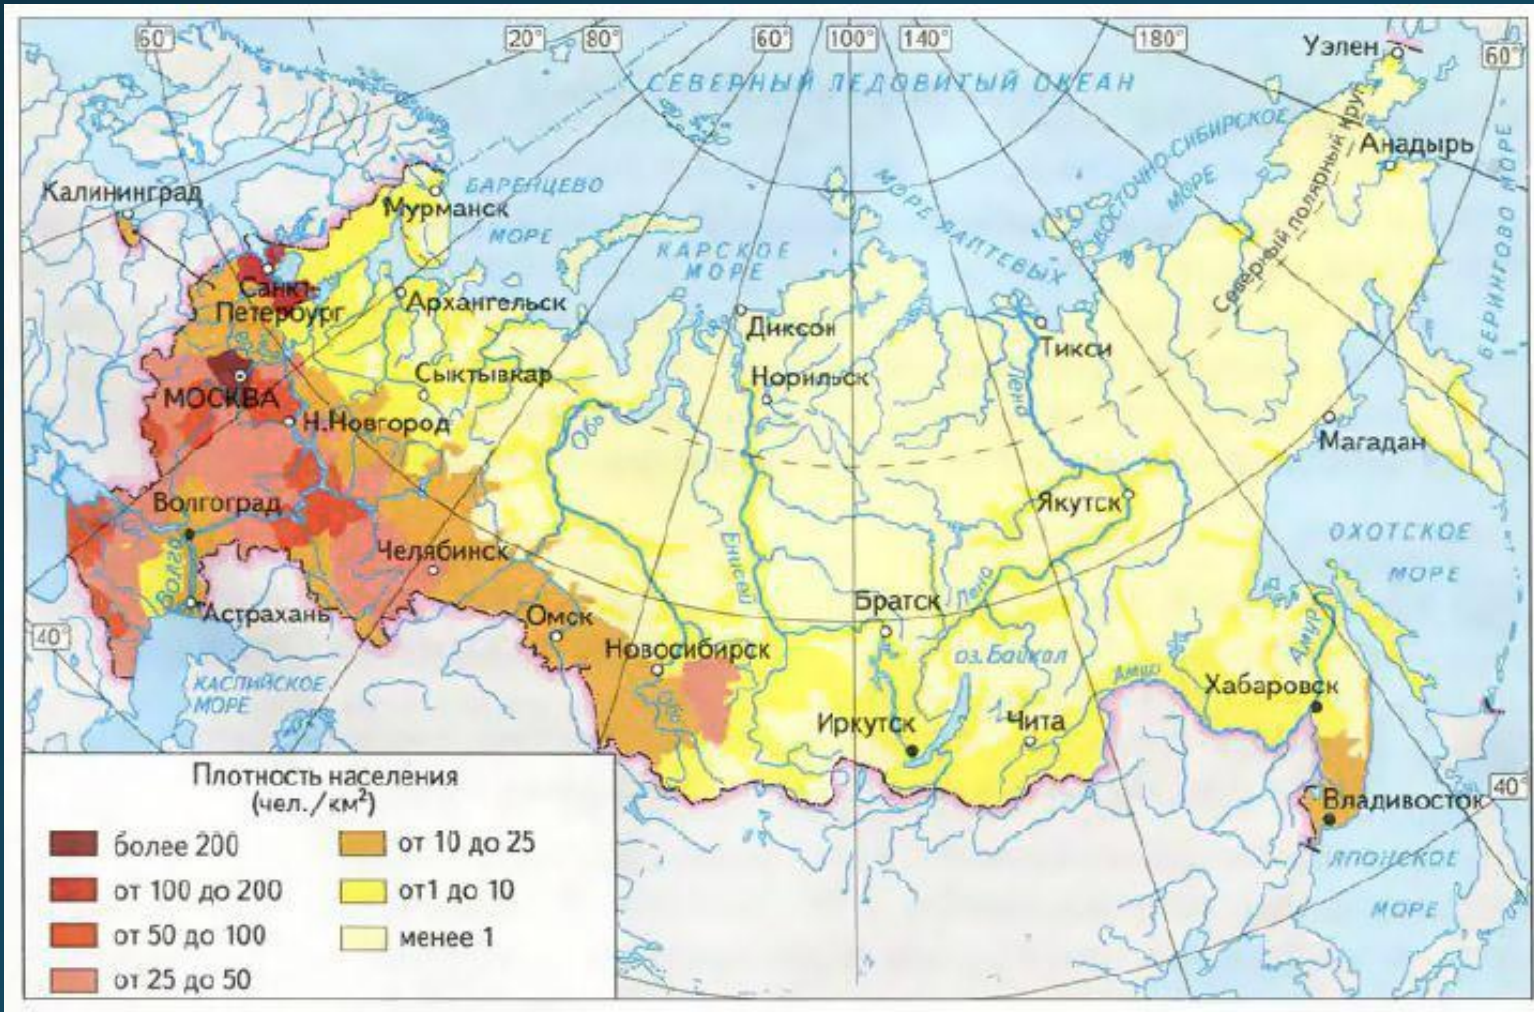 60°
20°
80°
60°
100°
140°
180°
60°
Уэлен
СЕВЕРНЫЙ ЛЕДОВИТЫЙ ОКЕАН
Северный полярный круг
Анадырь
БЕРИНГОВО МОРЕ
ВОСТОЧНО-СИБИРСКОЕ
МОРЕ
МОРЕ ЛАПТЕВЫХ
Калининград
БАРЕНЦЕВО
МОРЕ
Мурманск
КАРСКОЕ
МОРЕ
Санкт-
Петербург
Архангельск
Диксон
Тикси
Сыктывкар
Норильск
Лена
МОСКВА
Н.Новгород
Обь
Магадан
Волгоград
Якутск
ОХОТСКОЕ
МОРЕ
Челябинск
Енисей
Волга
Астрахань
Омск
Братск
Лена
Амур
40°
Новосибирск
оз.Байкал
Амур
Хабаровск
КАСПИЙСКОЕ
МОРЕ
Обь
Иркутск
Чита
40°
Владивосток
ЯПОНСКОЕ
МОРЕ
Плотность населения
(чел./км²)
более 200
от 100 до 200
от 50 до 100
от 25 до 50
от 10 до 25
от1 до 10
менее 1